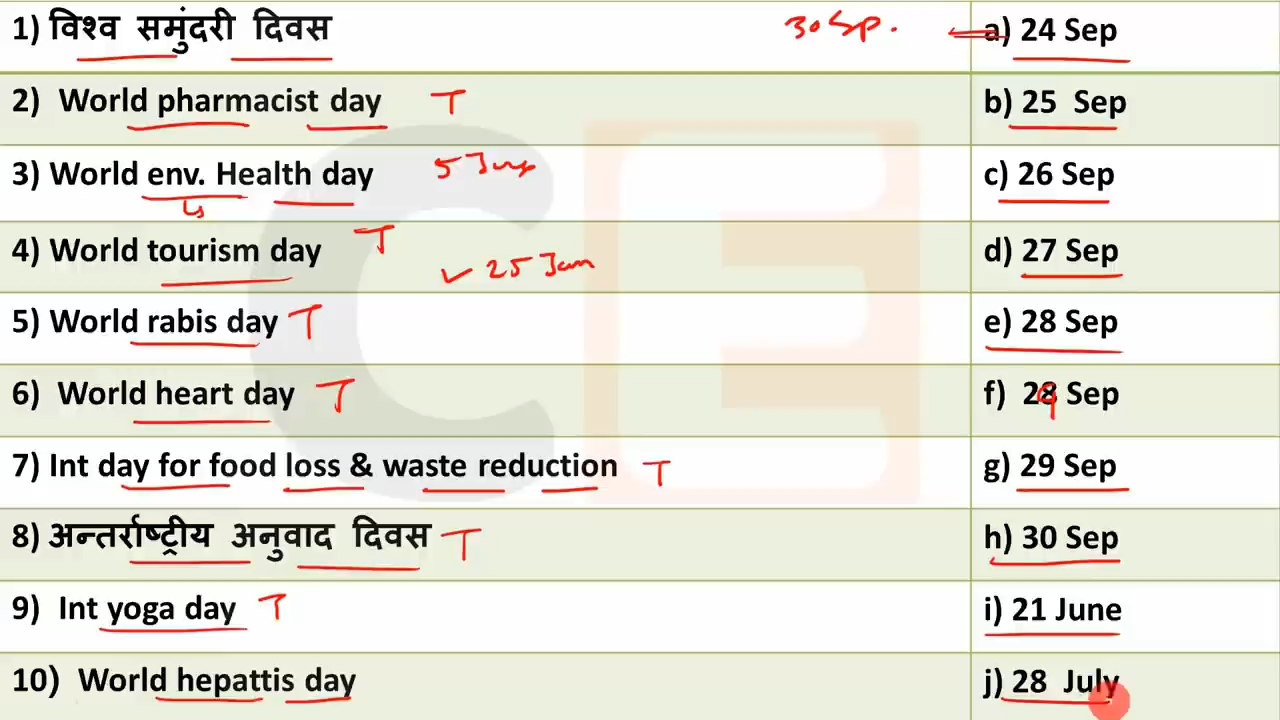 1) विश्व समुंदरी दिवस 30 Sp. a) 24 Sep
2) World pharmacist day T b) 25 Sep
3) World env. Health day 5 June c) 26 Sep
4) World tourism day T d) 27 Sep
✓ 25 Jan
5) World rabis day T e) 28 Sep
6) World heart day T f) 29 Sep
7) Int day for food loss & waste reduction T g) 29 Sep
8) अन्तर्राष्ट्रीय अनुवाद दिवस T h) 30 Sep
9) Int yoga day T i) 21 June
10) World hepattis day j) 28 July
CE